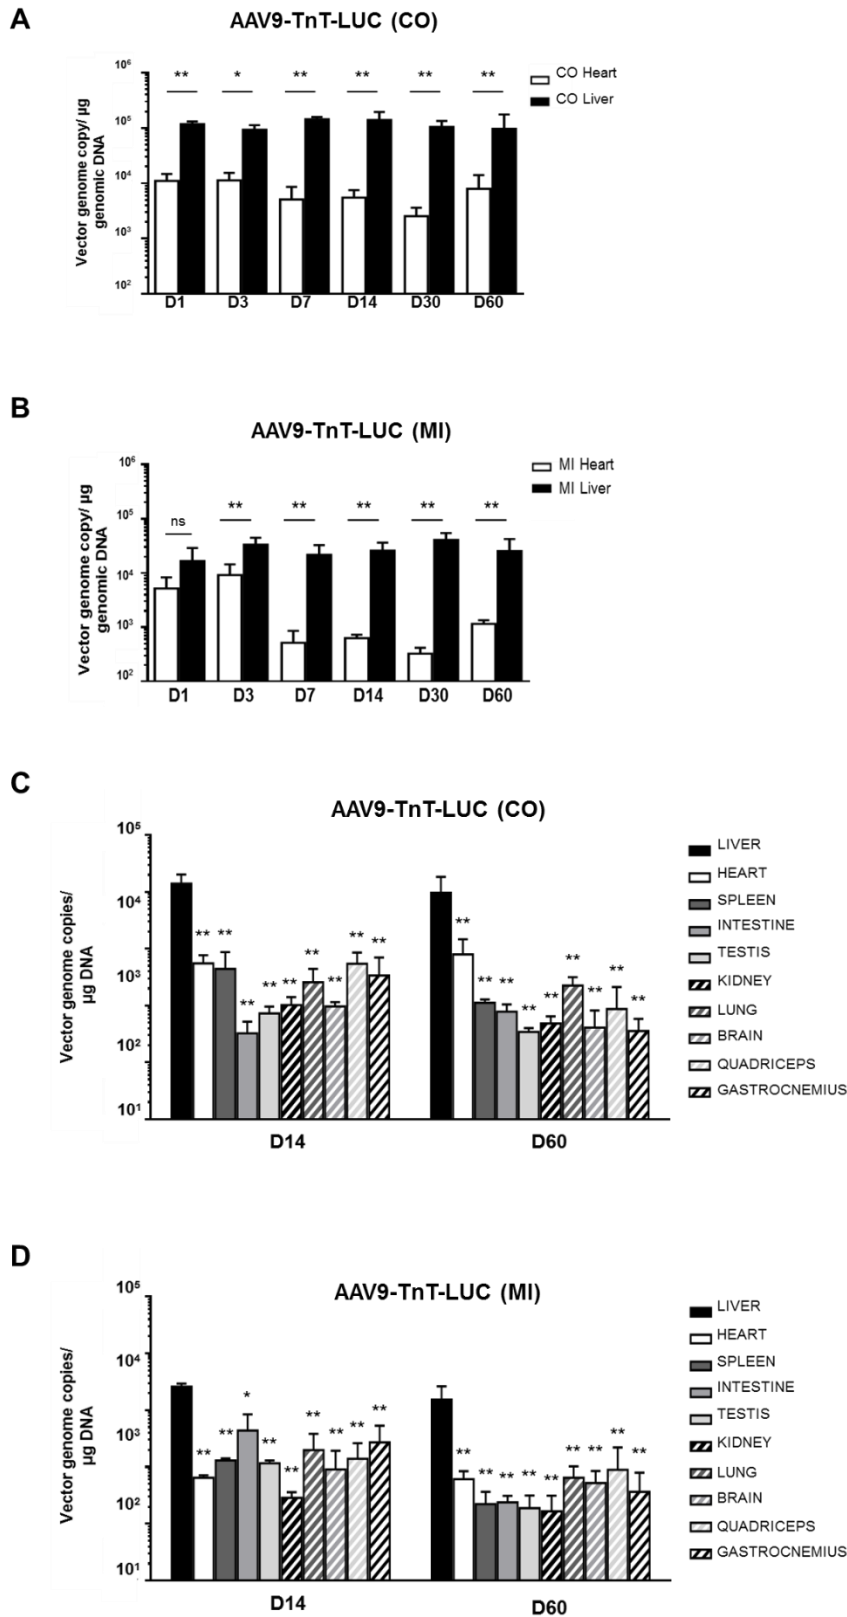 A
AAV9-TnT-LUC (CO)
Vector genome copy/ µg
genomic DNA
10⁶
10⁵
10⁴
10³
10²
** * ** ** ** **
CO Heart
CO Liver
D1 D3 D7 D14 D30 D60
B
AAV9-TnT-LUC (MI)
Vector genome copy/ µg
genomic DNA
10⁶
10⁵
10⁴
10³
10²
ns ** ** ** ** **
MI Heart
MI Liver
D1 D3 D7 D14 D30 D60
C
AAV9-TnT-LUC (CO)
Vector genome copies/
µg DNA
10⁵
10⁴
10³
10²
10¹
** ** ** ** ** ** ** ** **
** ** ** ** ** ** ** ** **
D14 D60
LIVER
HEART
SPLEEN
INTESTINE
TESTIS
KIDNEY
LUNG
BRAIN
QUADRICEPS
GASTROCNEMIUS
D
AAV9-TnT-LUC (MI)
Vector genome copies/
µg DNA
10⁵
10⁴
10³
10²
10¹
** ** * ** ** ** ** ** **
** ** ** ** ** ** ** ** **
D14 D60
LIVER
HEART
SPLEEN
INTESTINE
TESTIS
KIDNEY
LUNG
BRAIN
QUADRICEPS
GASTROCNEMIUS